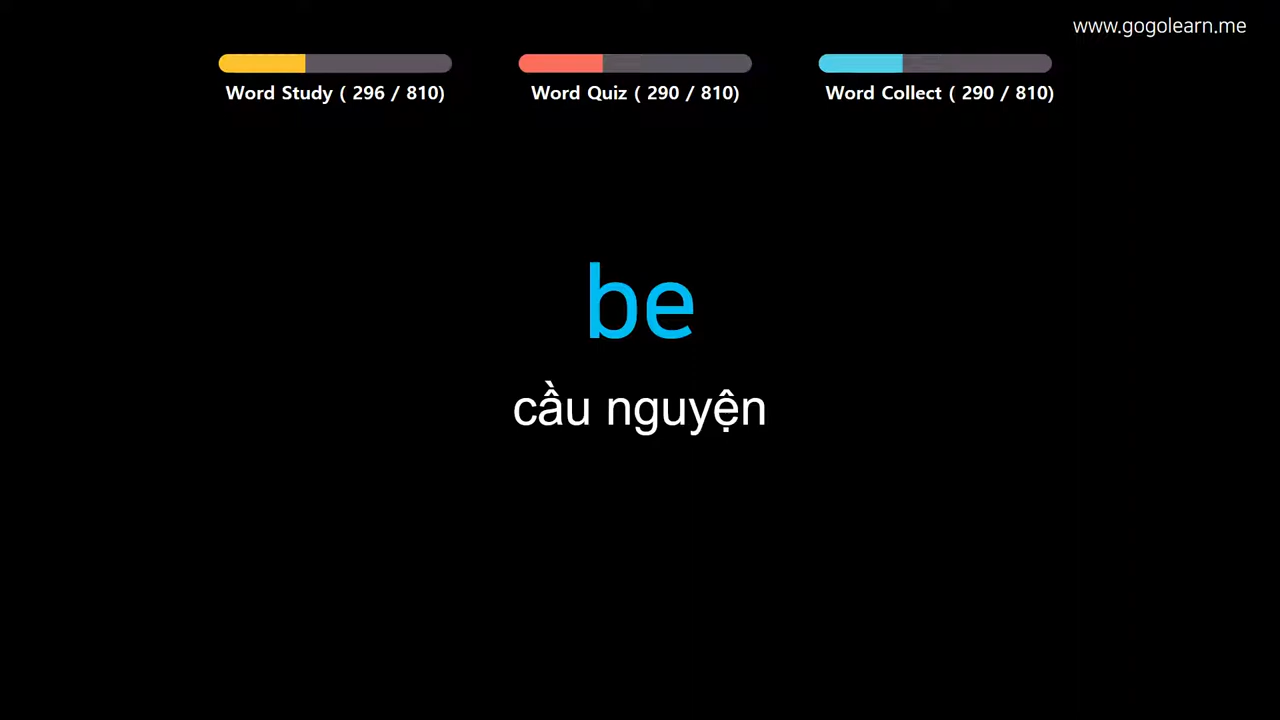 www.gogolearn.me
Word Study ( 296 / 810)
Word Quiz ( 290 / 810)
Word Collect ( 290 / 810)
be
cầu nguyện